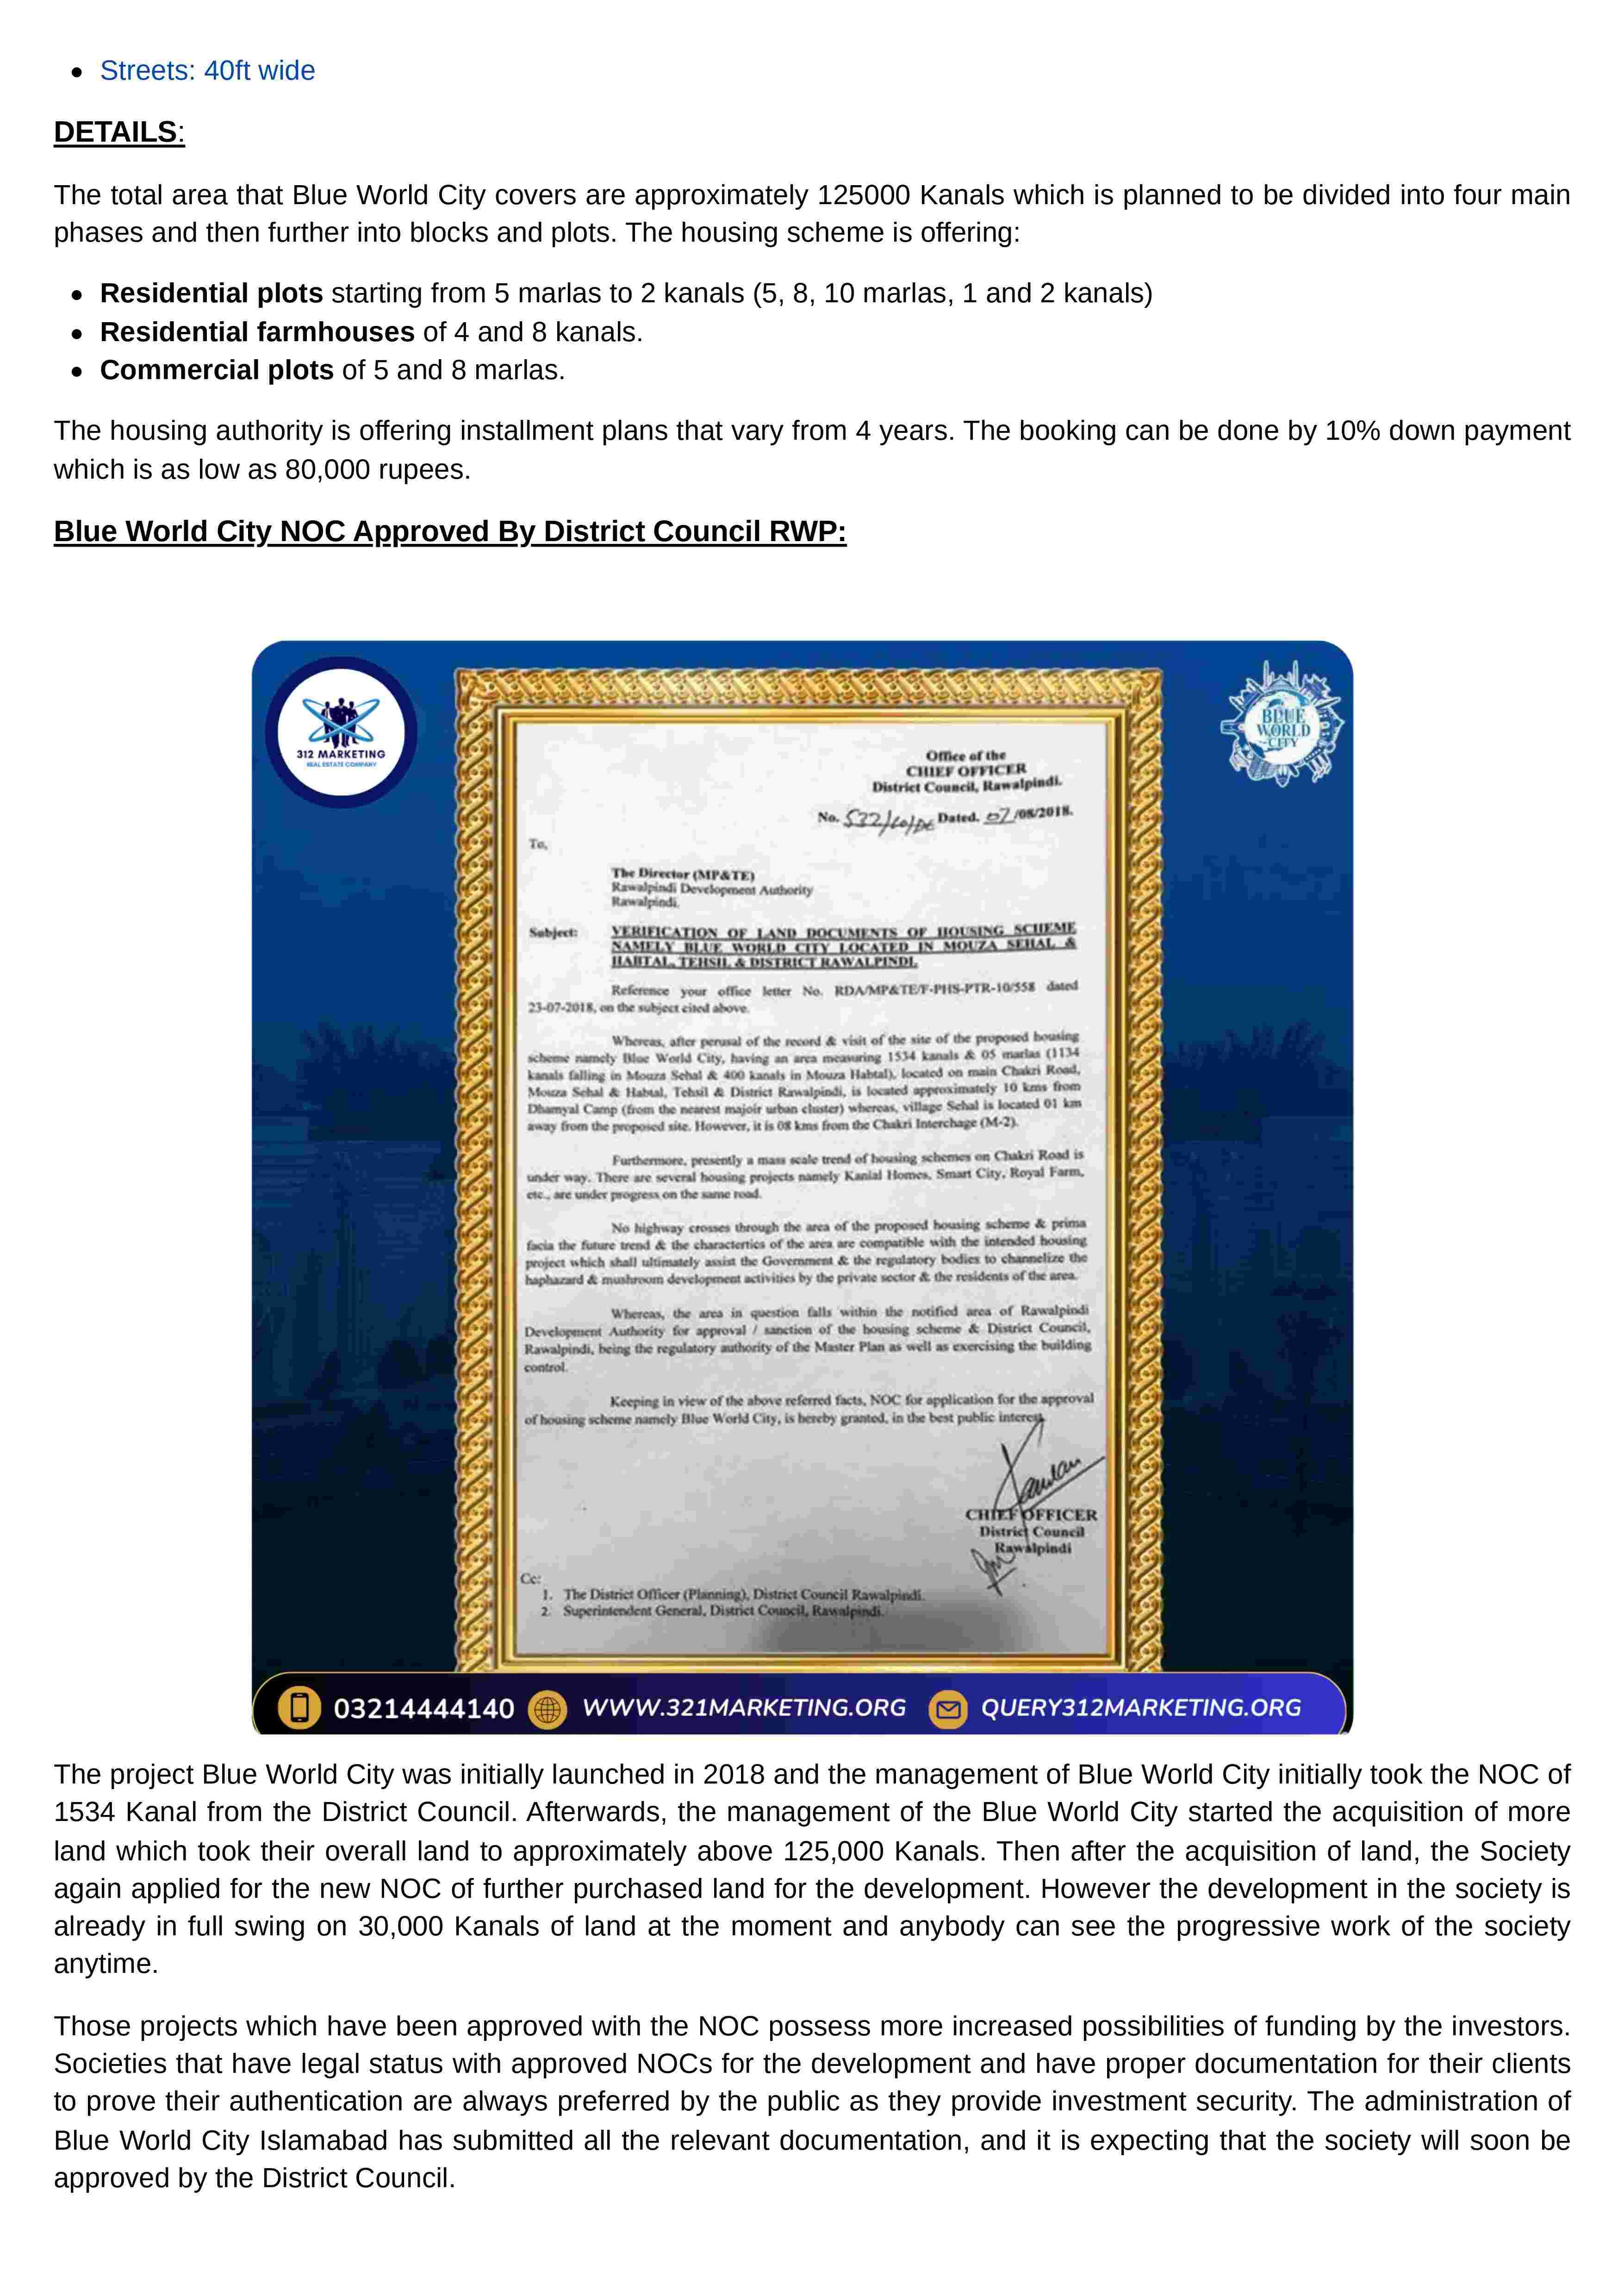 Streets: 40ft wide
DETAILS:
The total area that Blue World City covers are approximately 125000 Kanals which is planned to be divided into four main
phases and then further into blocks and plots. The housing scheme is offering:
Residential plots starting from 5 marlas to 2 kanals (5, 8, 10 marlas, 1 and 2 kanals)
Residential farmhouses of 4 and 8 kanals.
Commercial plots of 5 and 8 marlas.
The housing authority is offering installment plans that vary from 4 years. The booking can be done by 10% down payment
which is as low as 80,000 rupees.
Blue World City NOC Approved By District Council RWP:
312 MARKETING
REAL ESTATE COMPANY
BLUE
WORLD
CITY
Office of the
CHIEF OFFICER
District Council, Rawalpindi.
No. Dated. 07/08/2018.
To,
The Director (MP&TE)
Rawalpindi Development Authority
Rawalpindi.
Subject: VERIFICATION OF LAND DOCUMENTS OF HOUSING SCHEME
NAMELY BLUE WORLD CITY LOCATED IN MOUZA SEHAL &
HABTAL, TEHSIL & DISTRICT RAWALPINDI.
Reference your office letter No. RDA/MP&TE/F-PHS-PTR-10/558 dated
23-07-2018, on the subject cited above.
Whereas, after perusal of the record & visit of the site of the proposed housing
scheme namely Blue World City, having an area measuring 1534 kanals & 05 marlas (1134
kanals falling in Mouza Sehal & 400 kanals in Mouza Habtal), located on main Chakri Road,
Mouza Sehal & Habtal, Tehsil & District Rawalpindi, is located approximately 10 kms from
Dhamyal Camp (from the nearest majoir urban cluster) whereas, village Sehal is located 01 km
away from the proposed site. However, it is 08 kms from the Chakri Interchage (M-2).
Furthermore, presently a mass scale trend of housing schemes on Chakri Road is
under way. There are several housing projects namely Kanial Homes, Smart City, Royal Farm,
etc., are under progress on the same road.
No highway crosses through the area of the proposed housing scheme & prima
facia the future trend & the charactertics of the area are compatible with the intended housing
project which shall ultimately assist the Government & the regulatory bodies to channelize the
haphazard & mushroom development activities by the private sector & the residents of the area.
Whereas, the area in question falls within the notified area of Rawalpindi
Development Authority for approval / sanction of the housing scheme & District Council,
Rawalpindi, being the regulatory authority of the Master Plan as well as exercising the building
control.
Keeping in view of the above referred facts, NOC for application for the approval
of housing scheme namely Blue World City, is hereby granted, in the best public interest.
CHIEF OFFICER
District Council
Rawalpindi
Cc:
1. The District Officer (Planning), District Council Rawalpindi.
2. Superintendent General, District Council, Rawalpindi.
03214444140 WWW.321MARKETING.ORG QUERY312MARKETING.ORG
The project Blue World City was initially launched in 2018 and the management of Blue World City initially took the NOC of
1534 Kanal from the District Council. Afterwards, the management of the Blue World City started the acquisition of more
land which took their overall land to approximately above 125,000 Kanals. Then after the acquisition of land, the Society
again applied for the new NOC of further purchased land for the development. However the development in the society is
already in full swing on 30,000 Kanals of land at the moment and anybody can see the progressive work of the society
anytime.
Those projects which have been approved with the NOC possess more increased possibilities of funding by the investors.
Societies that have legal status with approved NOCs for the development and have proper documentation for their clients
to prove their authentication are always preferred by the public as they provide investment security. The administration of
Blue World City Islamabad has submitted all the relevant documentation, and it is expecting that the society will soon be
approved by the District Council.